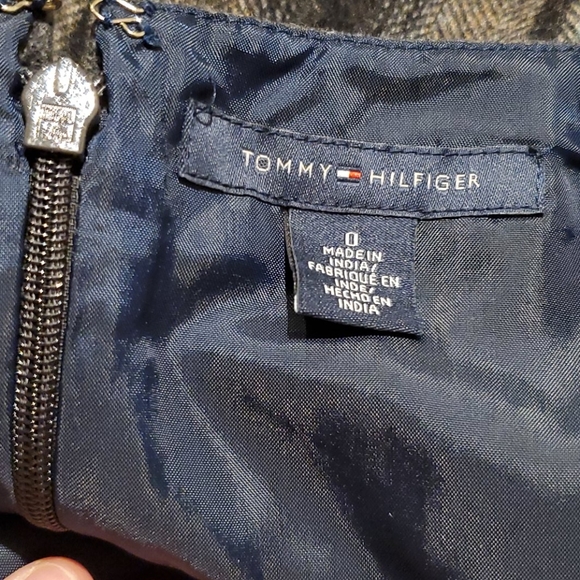 TOMMY HILFIGER
0
MADE IN
INDIA/
FABRIQUÉ EN
INDE/
HECHO EN
INDIA